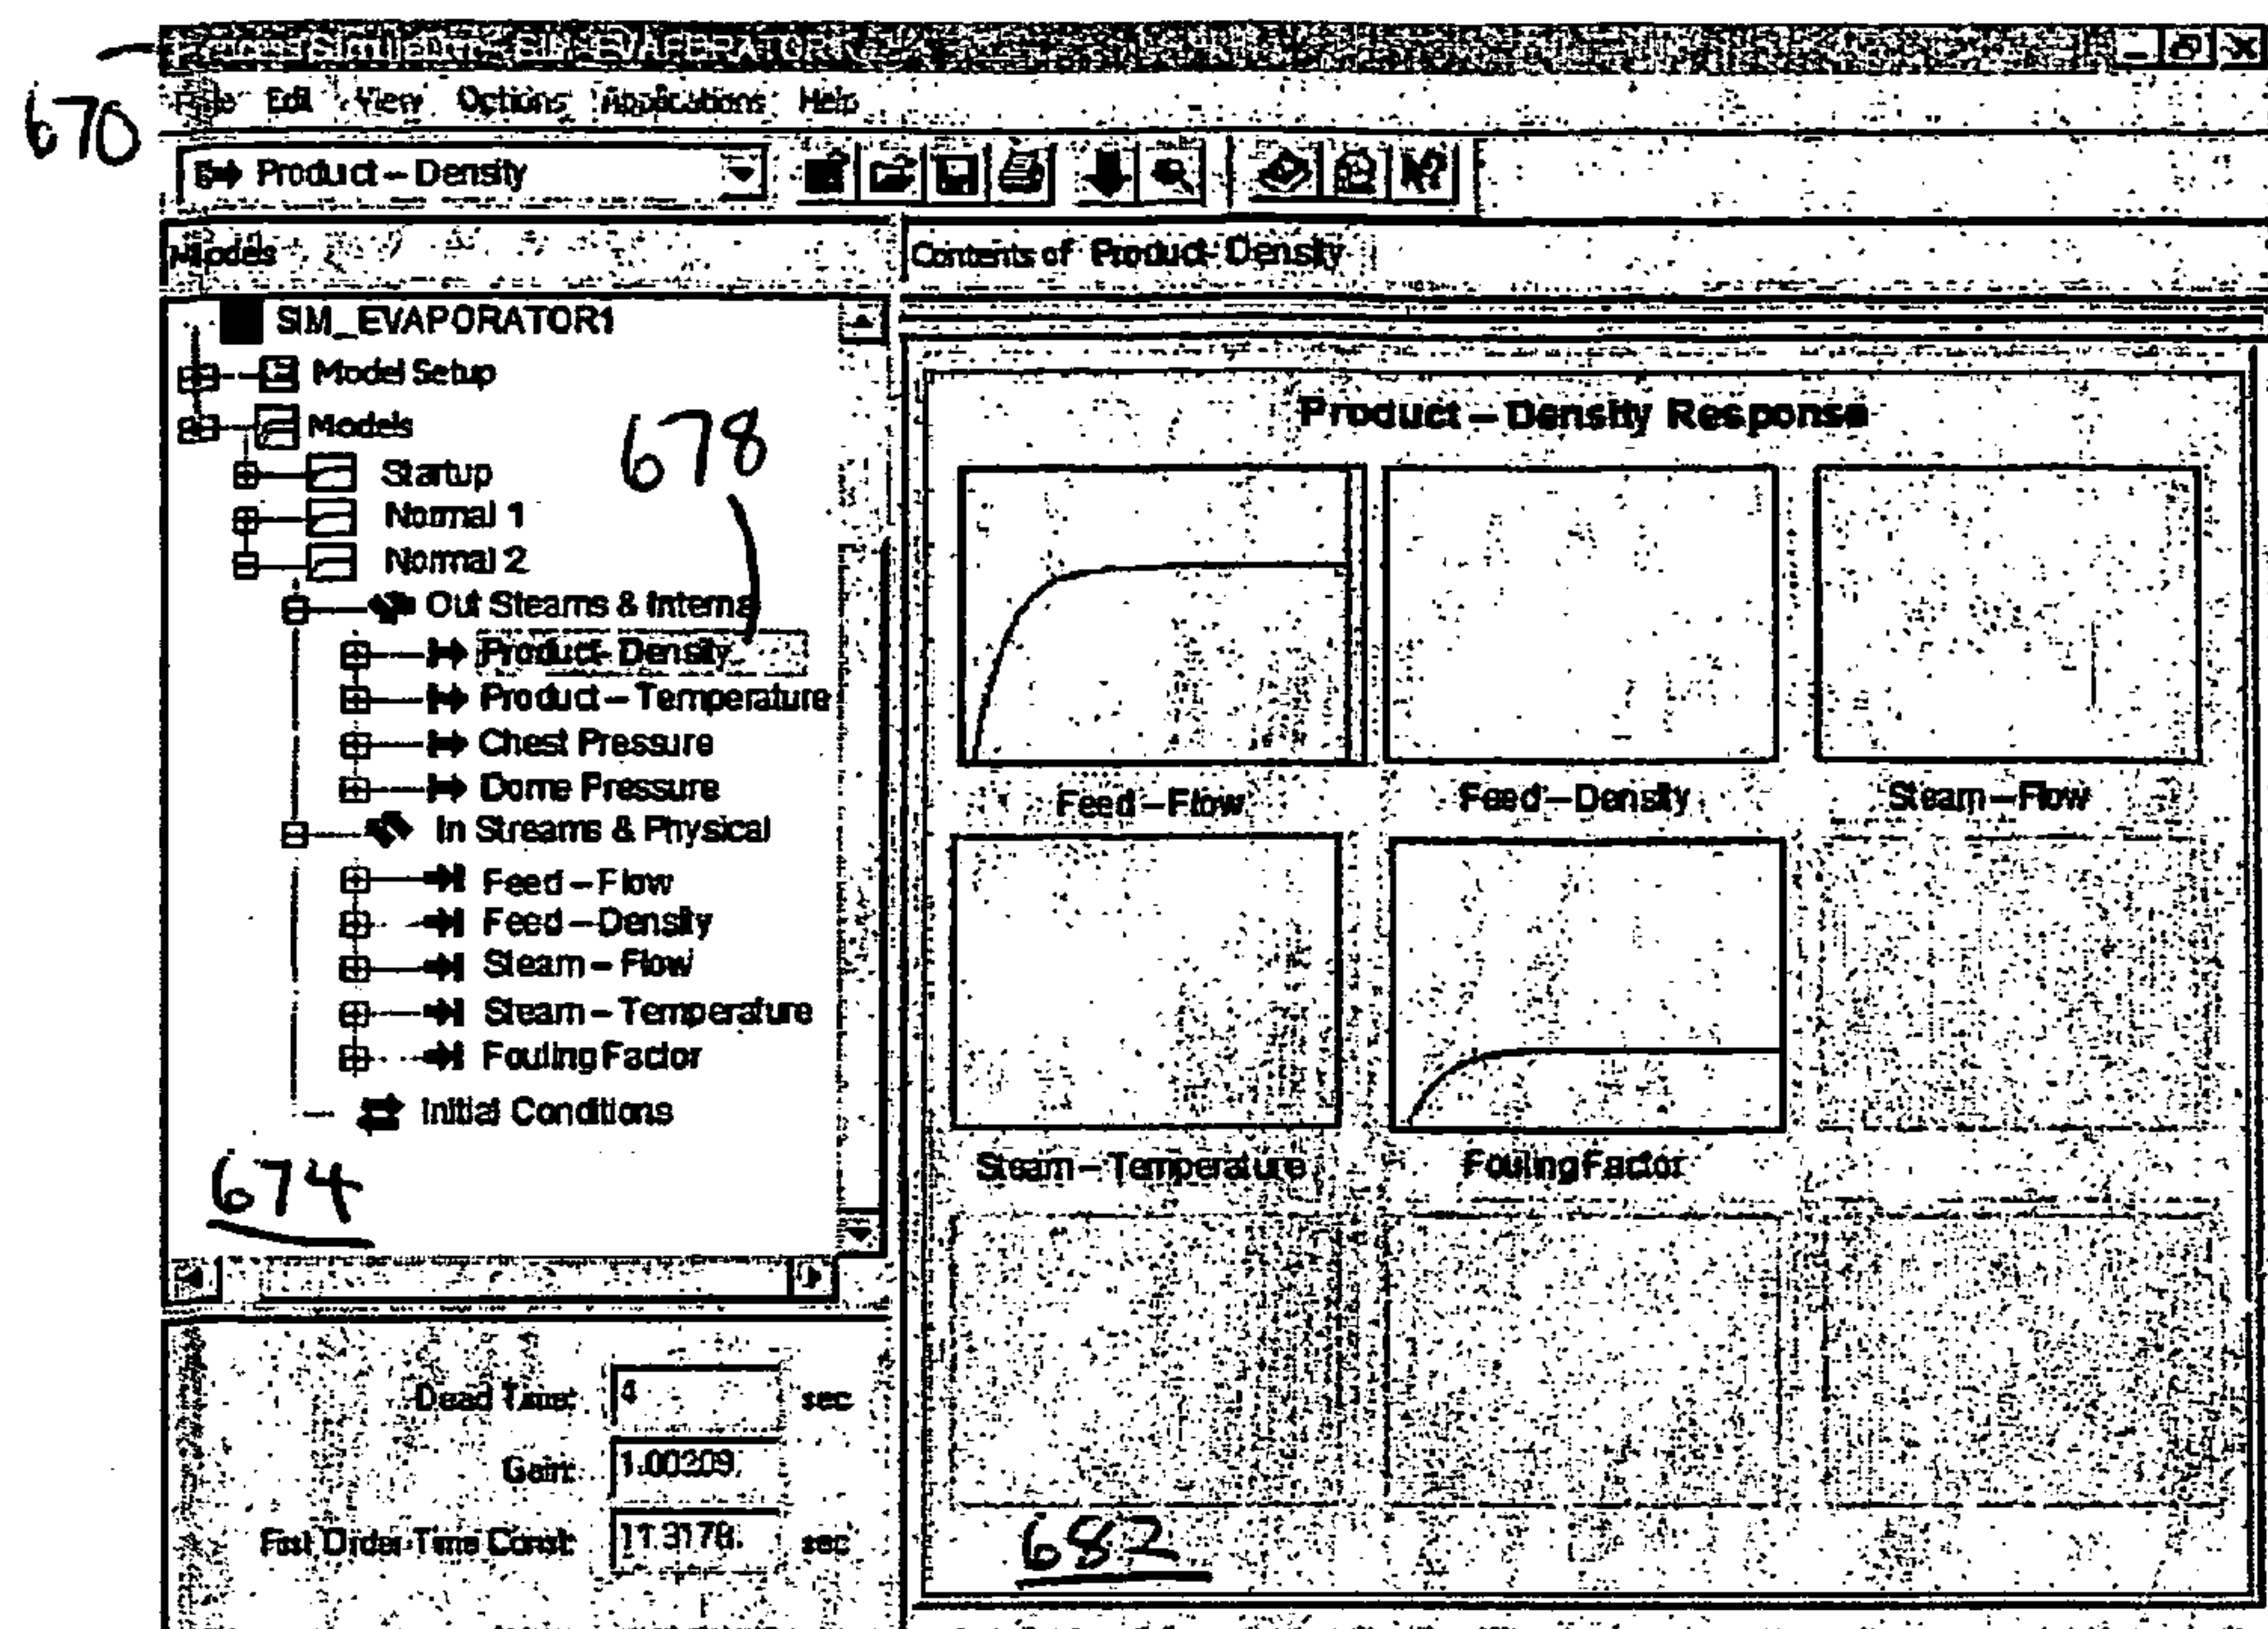 670
Edit View Options Applications Help
Product – Density
Models
Contents of Product-Density
SIM_EVAPORATOR1
Model Setup
Models
678
Startup
Normal 1
Normal 2
Out Steams & Interna
Product-Density
Product – Temperature
Chest Pressure
Dome Pressure
In Streams & Physical
Feed – Flow
Feed – Density
Steam – Flow
Steam – Temperature
Fouling Factor
Initial Conditions
674
Dead Time: 4 sec
Gain: 1.00209
First Order Time Const: 11.3178 sec
Product – Density Response
Feed – Flow
Feed – Density
Steam – Flow
Steam – Temperature
Fouling Factor
682